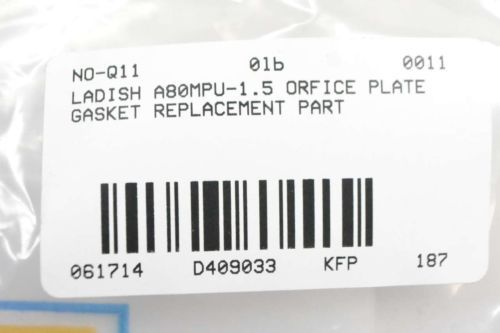 NO-Q11 01b 0011
LADISH A80MPU-1.5 ORFICE PLATE
GASKET REPLACEMENT PART
061714 D409033 KFP 187